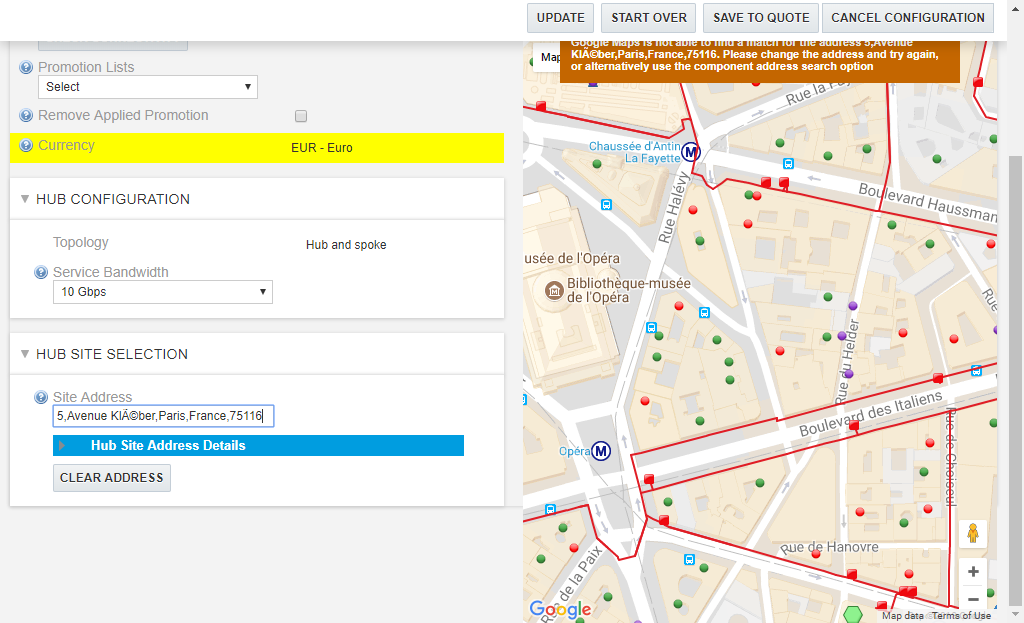 UPDATE
START OVER
SAVE TO QUOTE
CANCEL CONFIGURATION
Promotion Lists
Select
Remove Applied Promotion
Currency
EUR - Euro
HUB CONFIGURATION
Topology
Hub and spoke
Service Bandwidth
10 Gbps
HUB SITE SELECTION
Site Address
5,Avenue KlÃ©ber,Paris,France,75116
Hub Site Address Details
CLEAR ADDRESS
Map
Google Maps is not able to find a match for the address 5,Avenue
KlÃ©ber,Paris,France,75116. Please change the address and try again,
or alternatively use the component address search option
Rue la Fay
Chaussée d'Antin
La Fayette
M
Boulevard Haussman
Rue Halévy
usée de l'Opéra
Bibliothèque-musée
de l'Opéra
Rue
Rue du Helder
Boulevard des Italiens
Opéra
M
Rue de Choiseul
Rue de Hanovre
Rue de la Paix
+
−
Google
Map data
Terms of Use